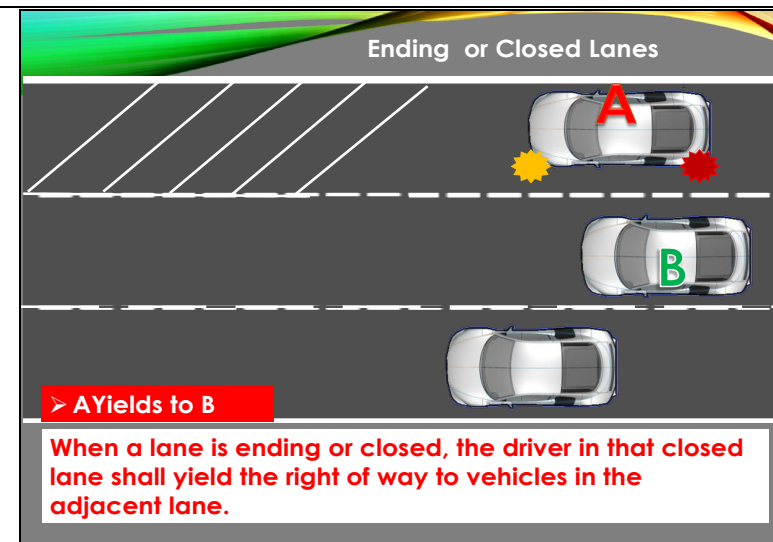 Ending or Closed Lanes
A
B
➢ AYields to B
When a lane is ending or closed, the driver in that closed
lane shall yield the right of way to vehicles in the
adjacent lane.